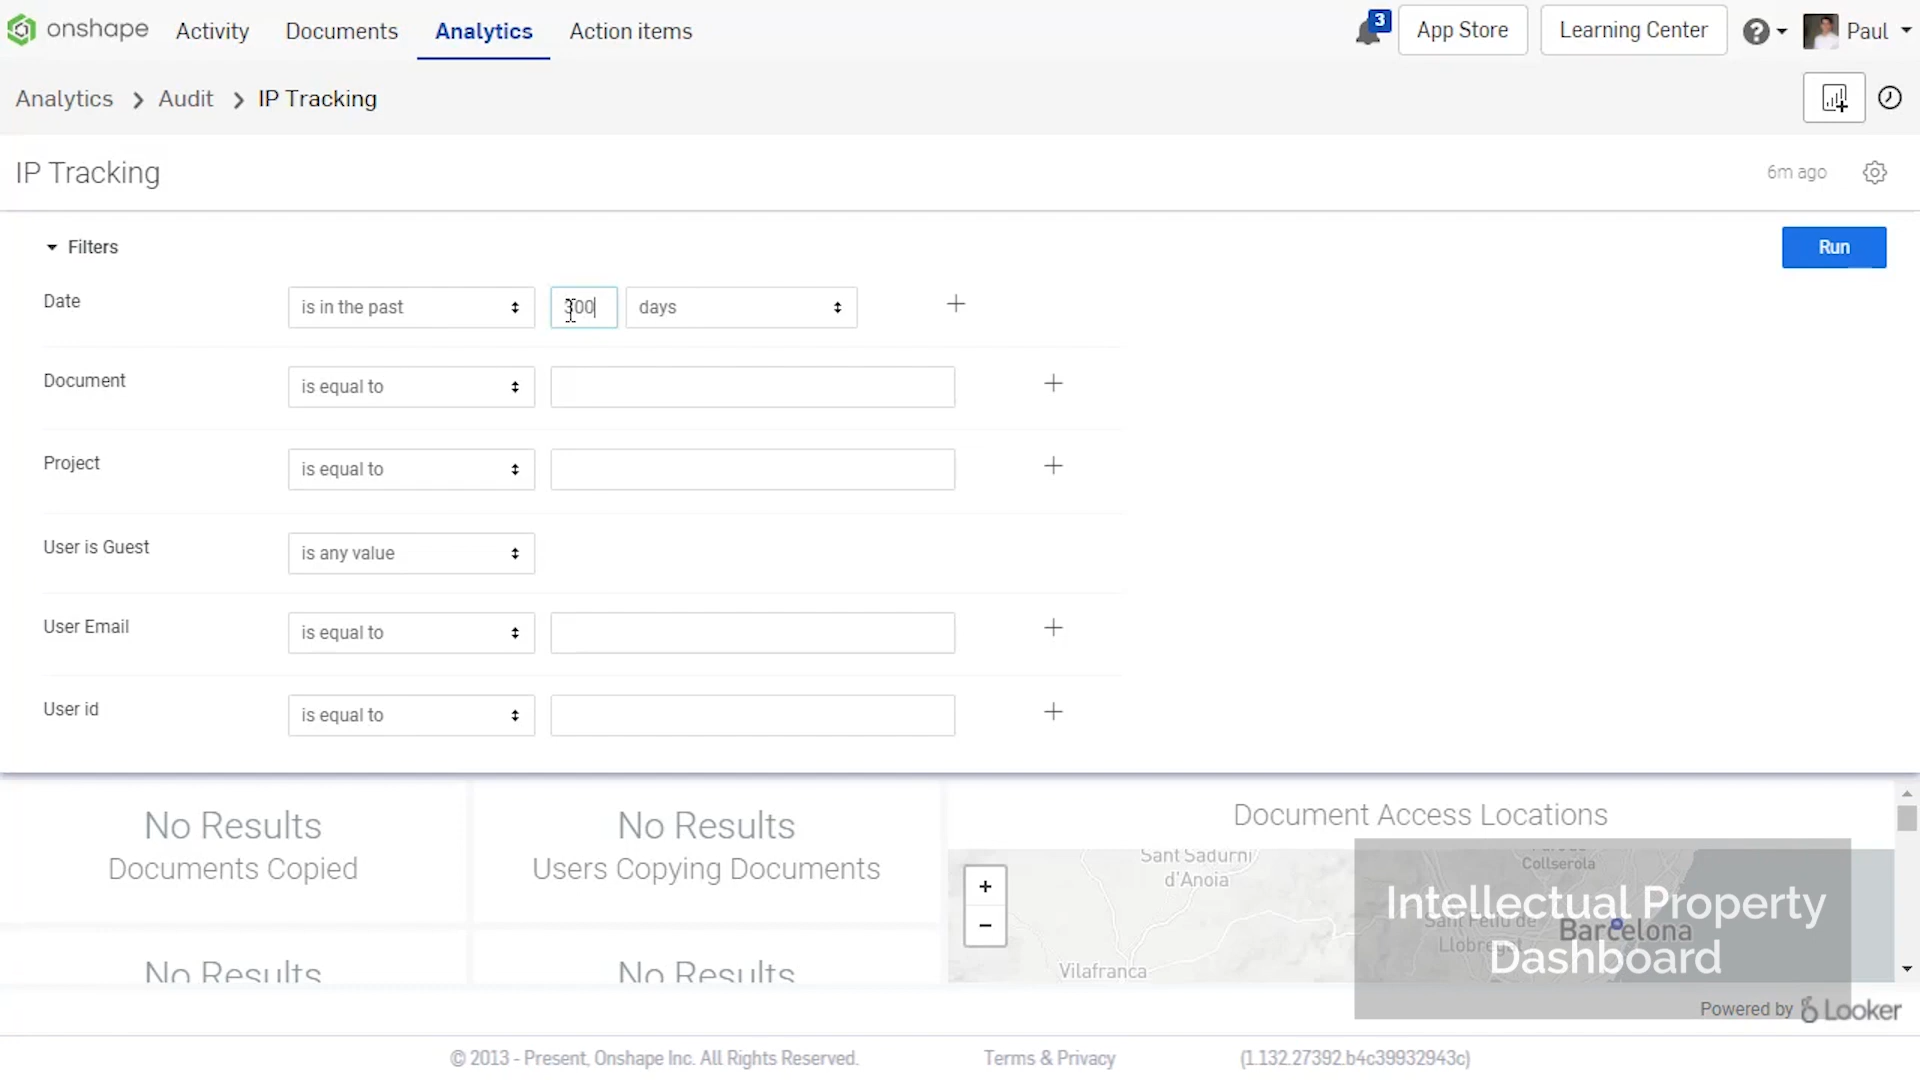 onshape Activity Documents Analytics Action items 3 App Store Learning Center ? Paul
Analytics > Audit > IP Tracking
IP Tracking 6m ago
Filters Run
Date is in the past 300 days +
Document is equal to +
Project is equal to +
User is Guest is any value
User Email is equal to +
User id is equal to +
No Results No Results Document Access Locations
Documents Copied Users Copying Documents
Sant Sadurní
d'Anoia
Collserola
+
Intellectual Property
Sant Feliu de
Llobregat
Barcelona
−
Dashboard
No Results No Results Vilafranca
Powered by Looker
© 2013 - Present, Onshape Inc. All Rights Reserved. Terms & Privacy (1.132.27392.b4c39932943c)